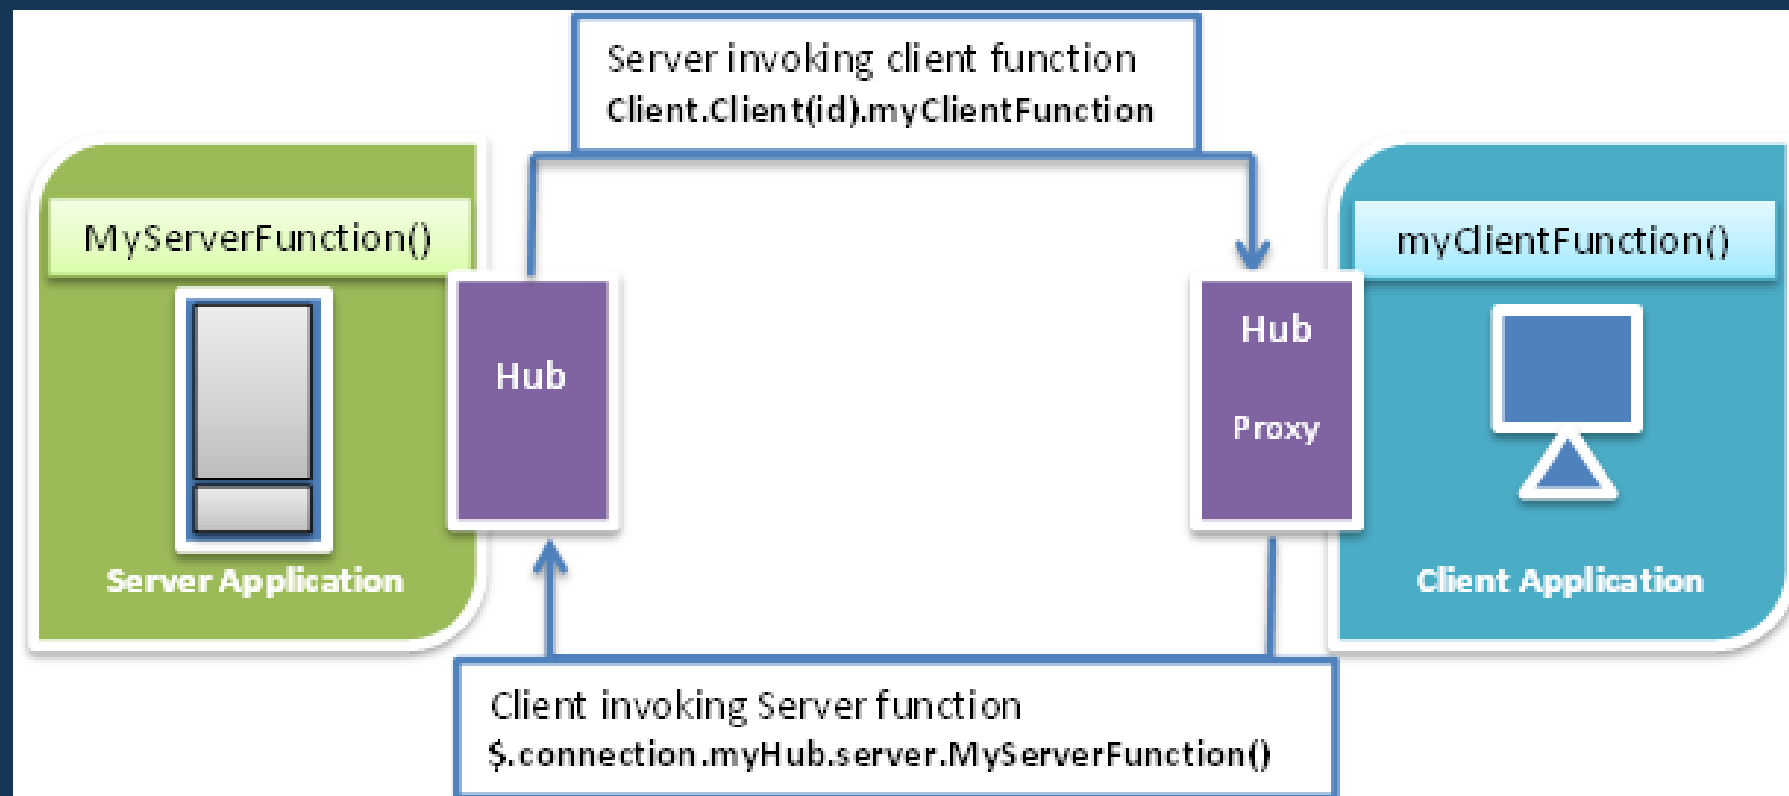 Server invoking client function
Client.Client(id).myClientFunction
MyServerFunction()
myClientFunction()
Hub
Hub
Proxy
Server Application
Client Application
Client invoking Server function
$.connection.myHub.server.MyServerFunction()